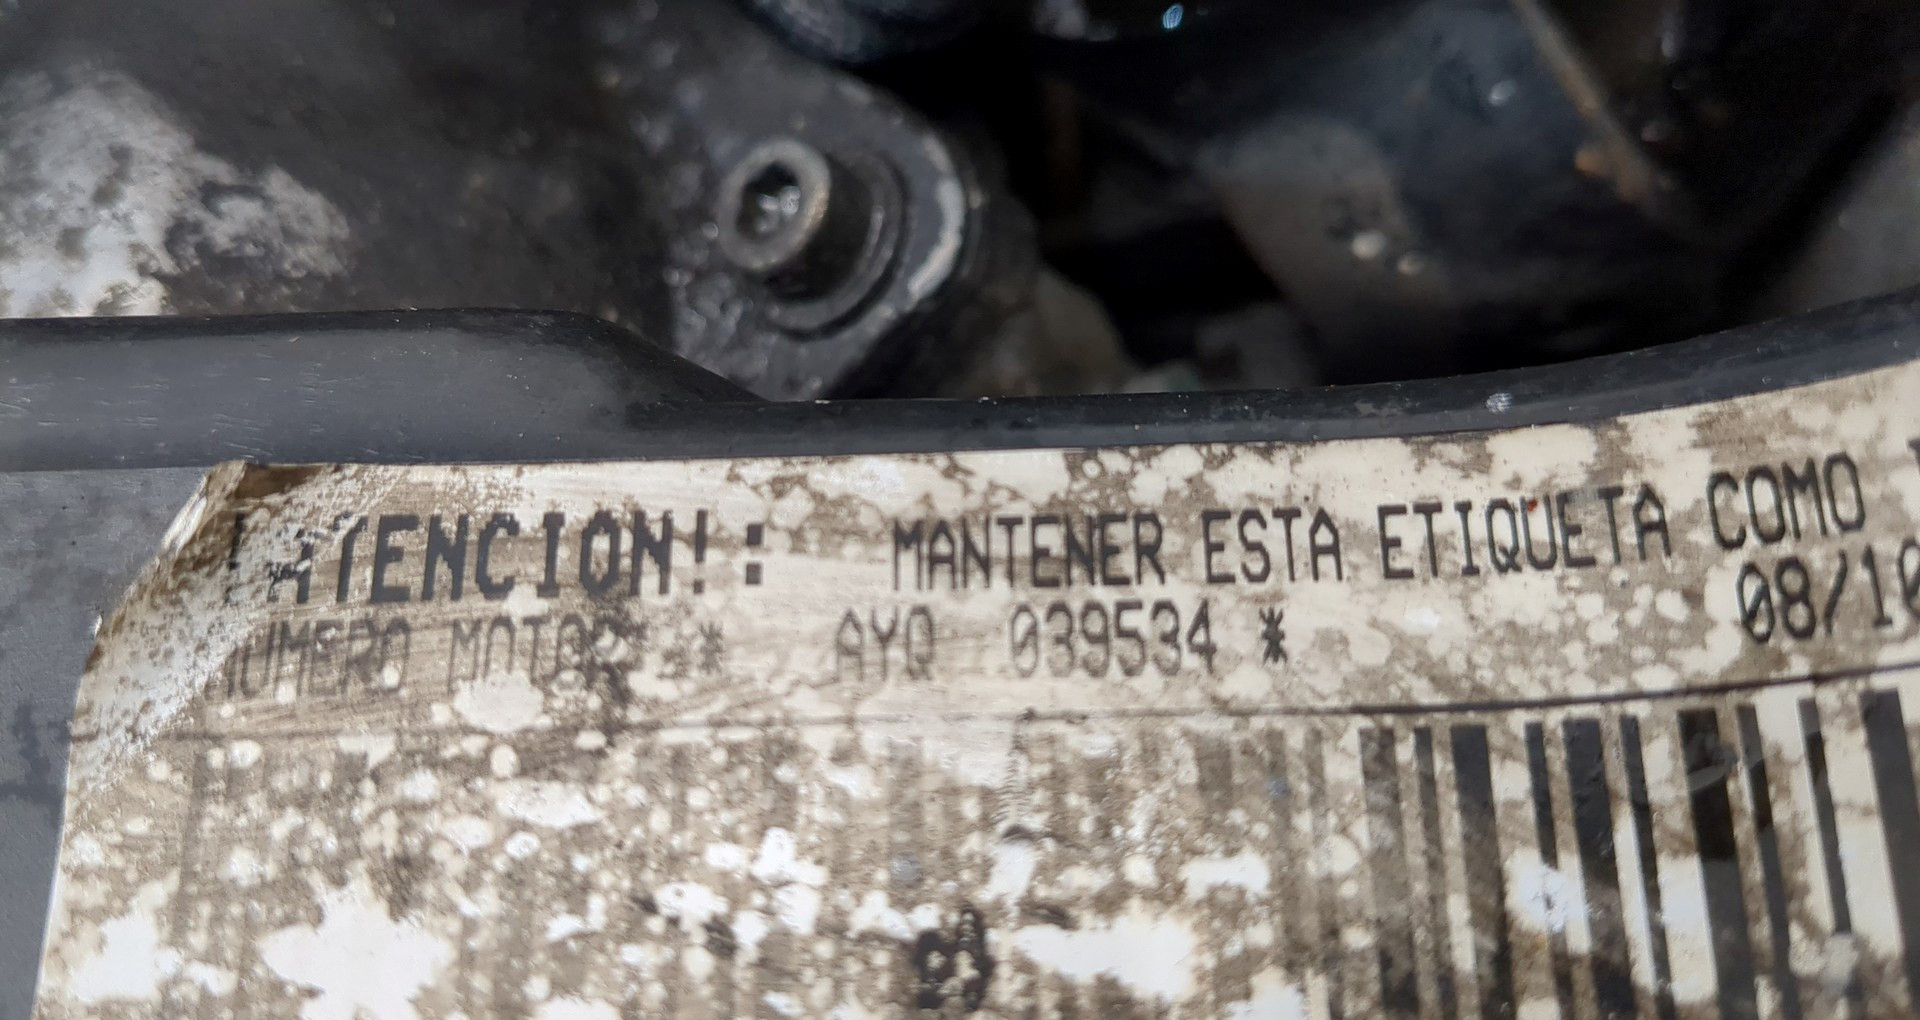 ¡ATENCION!: MANTENER ESTA ETIQUETA COMO
NUMERO MOTOR: * AYQ 039534 * 08/10